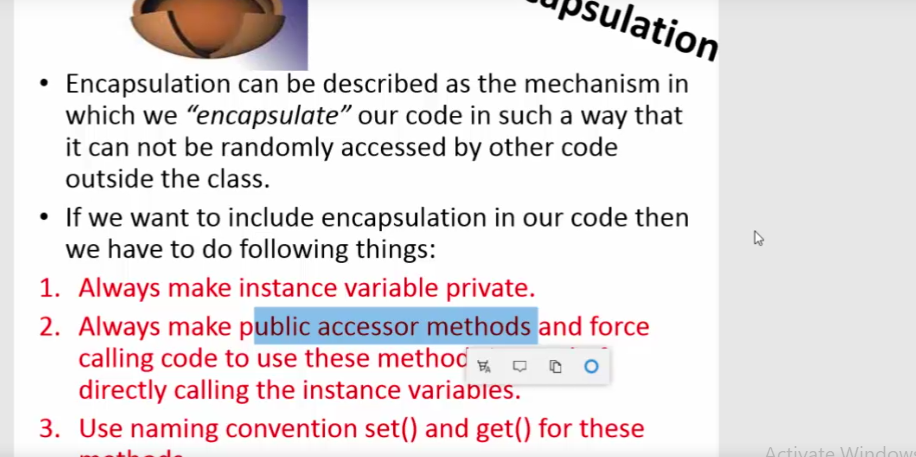 capsulation
• Encapsulation can be described as the mechanism in
which we “encapsulate” our code in such a way that
it can not be randomly accessed by other code
outside the class.
• If we want to include encapsulation in our code then
we have to do following things:
1. Always make instance variable private.
2. Always make public accessor methods and force
calling code to use these method
directly calling the instance variables.
3. Use naming convention set() and get() for these
methods.
Activate Windows